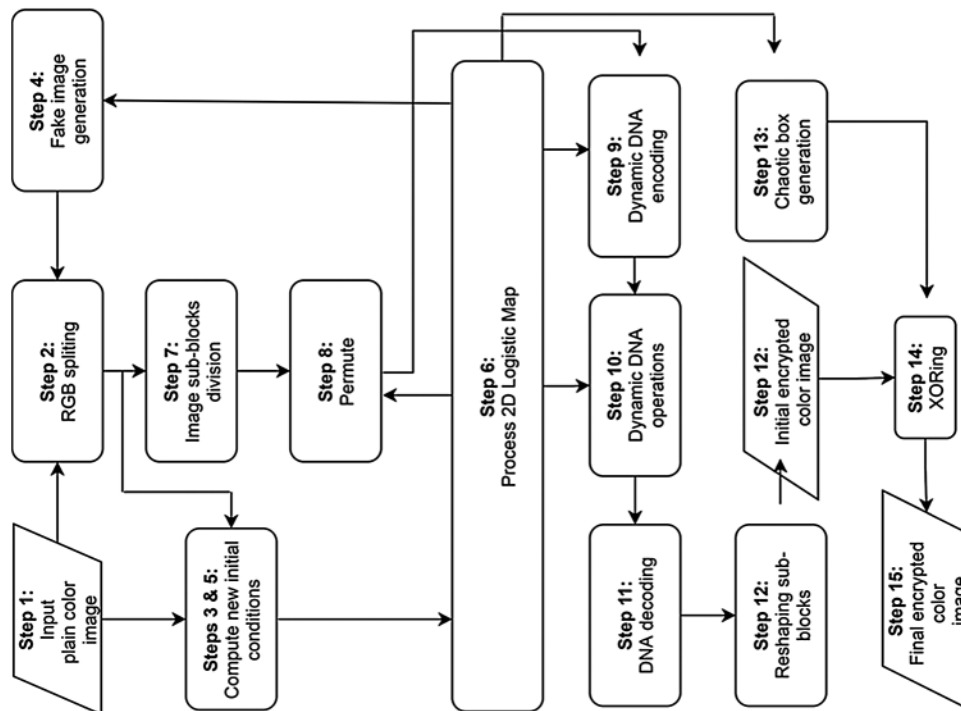 Step 1:
Input
plain color
image
Step 2:
RGB spliting
Step 4:
Fake image
generation
Steps 3 & 5:
Compute new initial
conditions
Step 7:
Image sub-blocks
division
Step 8:
Permute
Step 6:
Process 2D Logistic Map
Step 11:
DNA decoding
Step 10:
Dynamic DNA
operations
Step 9:
Dynamic DNA
encoding
Step 12:
Reshaping sub-
blocks
Step 12:
Initial encrypted
color image
Step 13:
Chaotic box
generation
Step 15:
Final encrypted
color
image
Step 14:
XORing